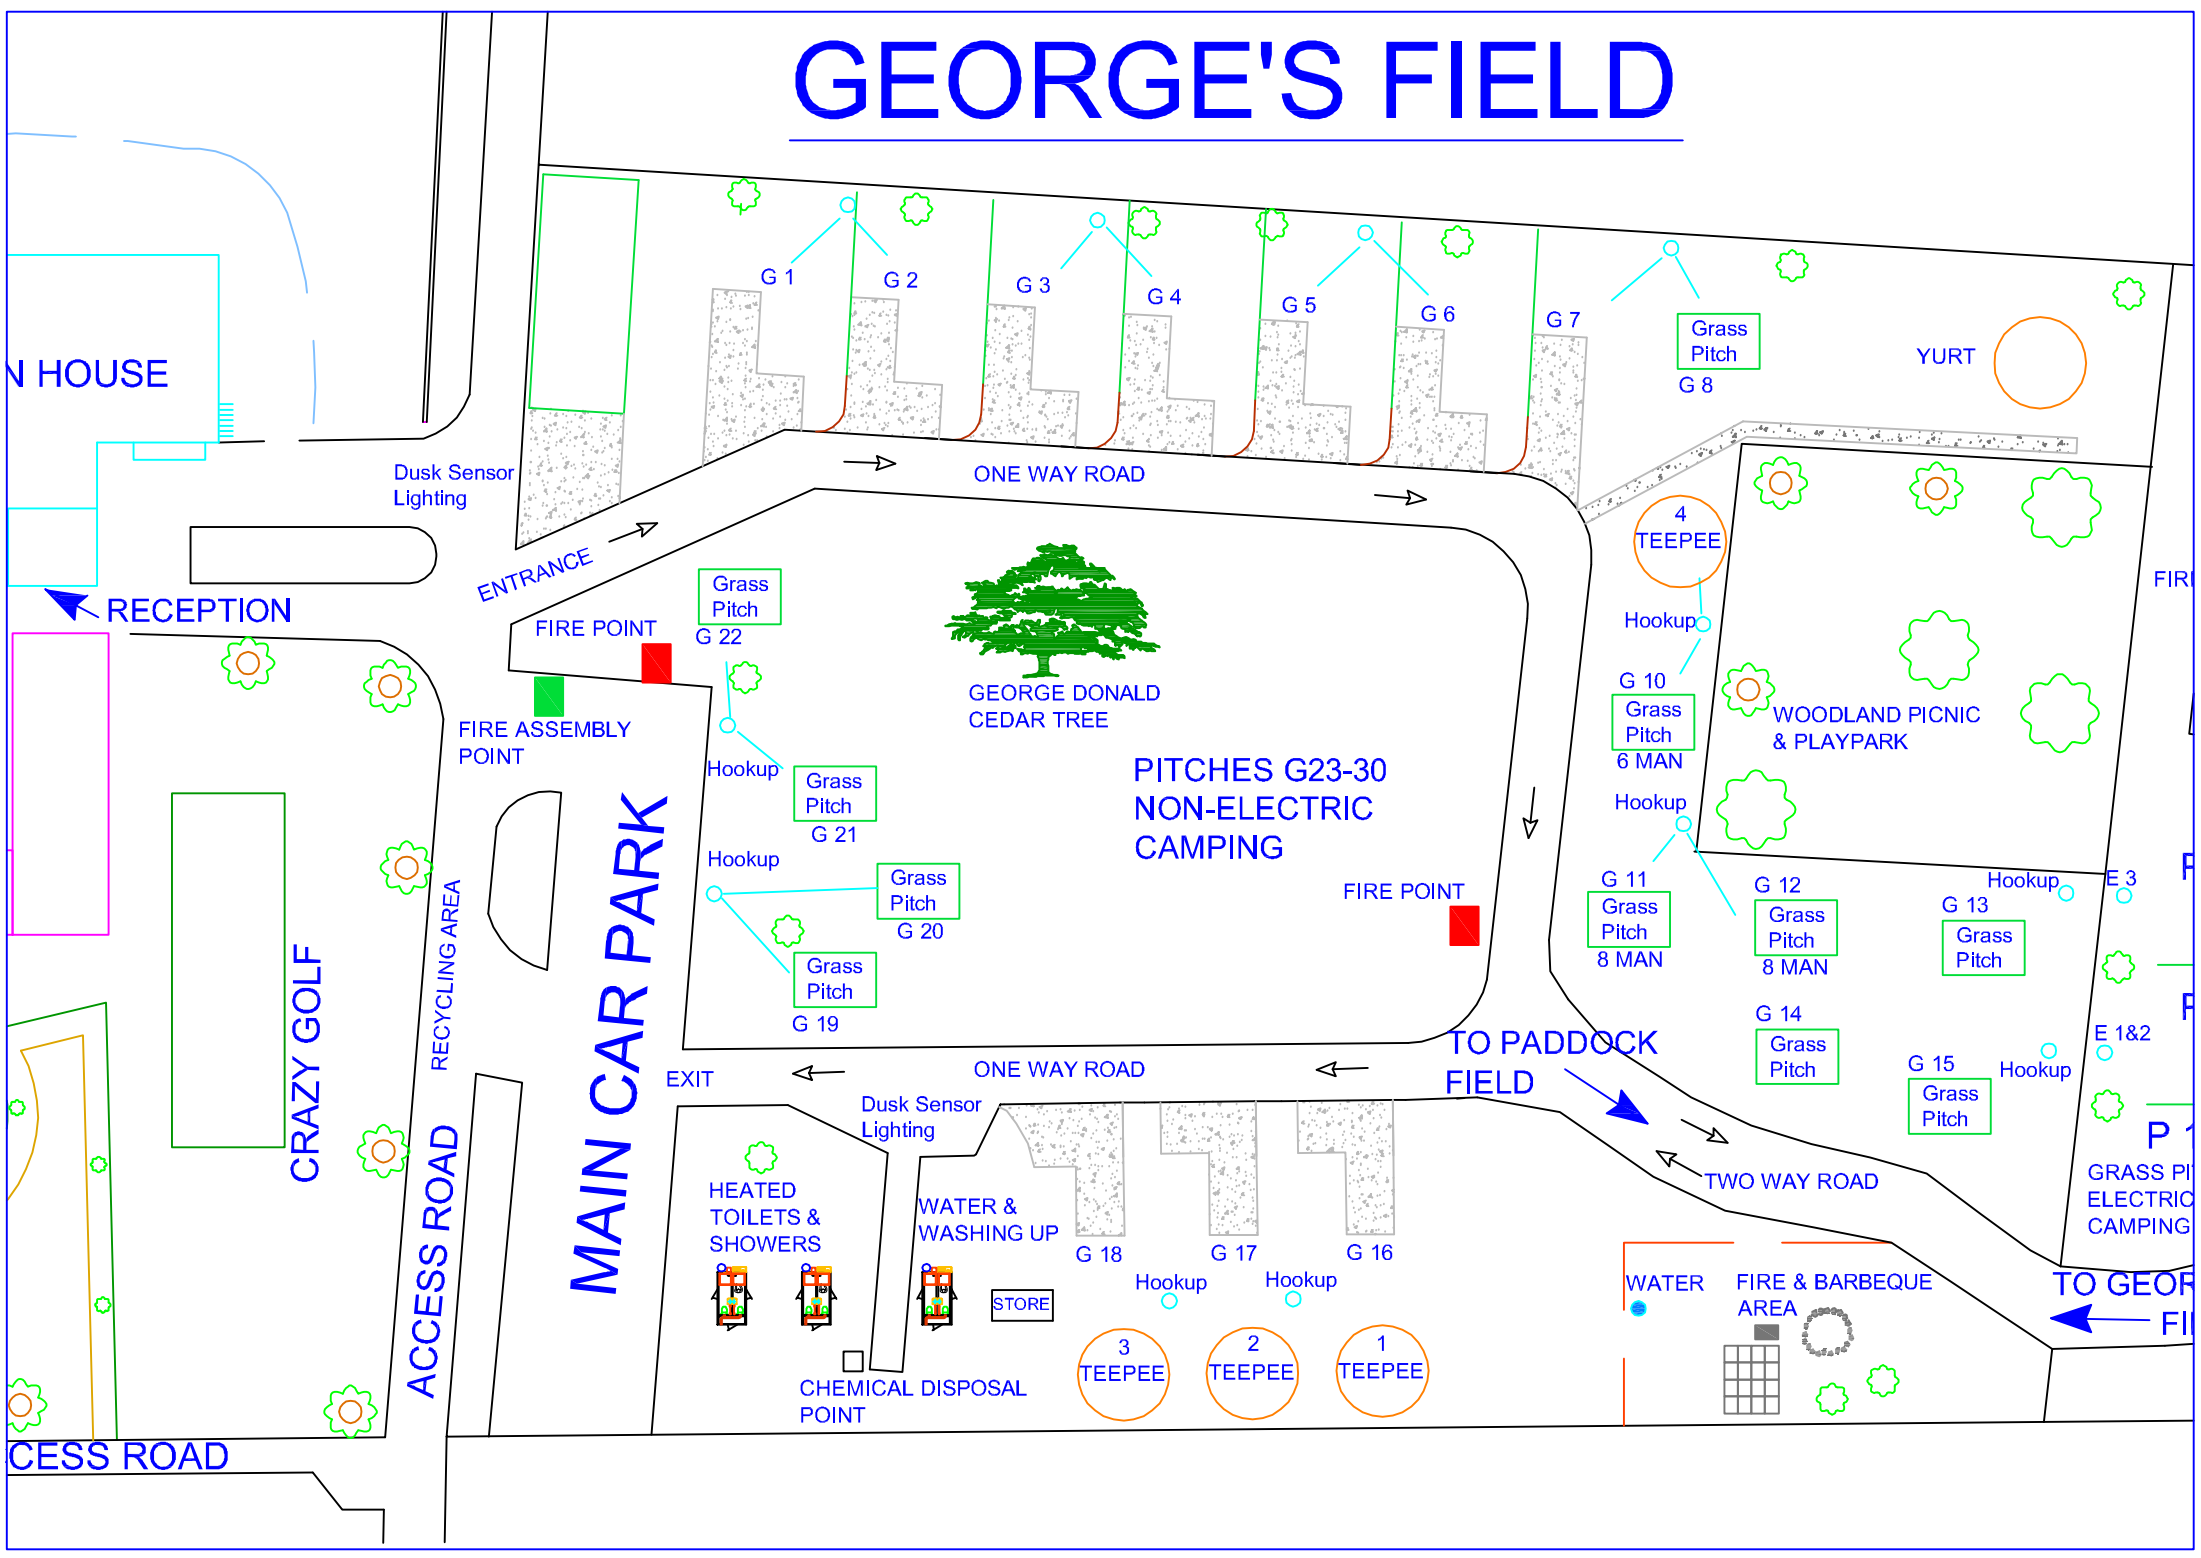 GEORGE'S FIELD
G 1
G 2
G 3
G 4
G 5
G 6
G 7
Grass
Pitch
G 8
YURT
N HOUSE
Dusk Sensor
Lighting
ONE WAY ROAD
4
TEEPEE
ENTRANCE
RECEPTION
FIRE POINT
Grass
Pitch
G 22
Hookup
FIRE ASSEMBLY
POINT
GEORGE DONALD
CEDAR TREE
G 10
Grass
Pitch
6 MAN
WOODLAND PICNIC
& PLAYPARK
Hookup
Grass
Pitch
G 21
PITCHES G23-30
NON-ELECTRIC
CAMPING
Hookup
Hookup
Grass
Pitch
G 20
FIRE POINT
G 11
Grass
Pitch
8 MAN
G 12
Grass
Pitch
8 MAN
G 13
Grass
Pitch
Hookup
E 3
Grass
Pitch
G 19
MAIN CAR PARK
RECYCLING AREA
CRAZY GOLF
ACCESS ROAD
G 14
Grass
Pitch
G 15
Grass
Pitch
Hookup
E 1&2
TO PADDOCK
FIELD
EXIT
ONE WAY ROAD
Dusk Sensor
Lighting
TWO WAY ROAD
P 1
GRASS PI
ELECTRIC
CAMPING
HEATED
TOILETS &
SHOWERS
WATER &
WASHING UP
G 18
G 17
G 16
Hookup
Hookup
STORE
WATER
FIRE & BARBEQUE
AREA
TO GEOR
FI
3
TEEPEE
2
TEEPEE
1
TEEPEE
CHEMICAL DISPOSAL
POINT
CESS ROAD
FIRE